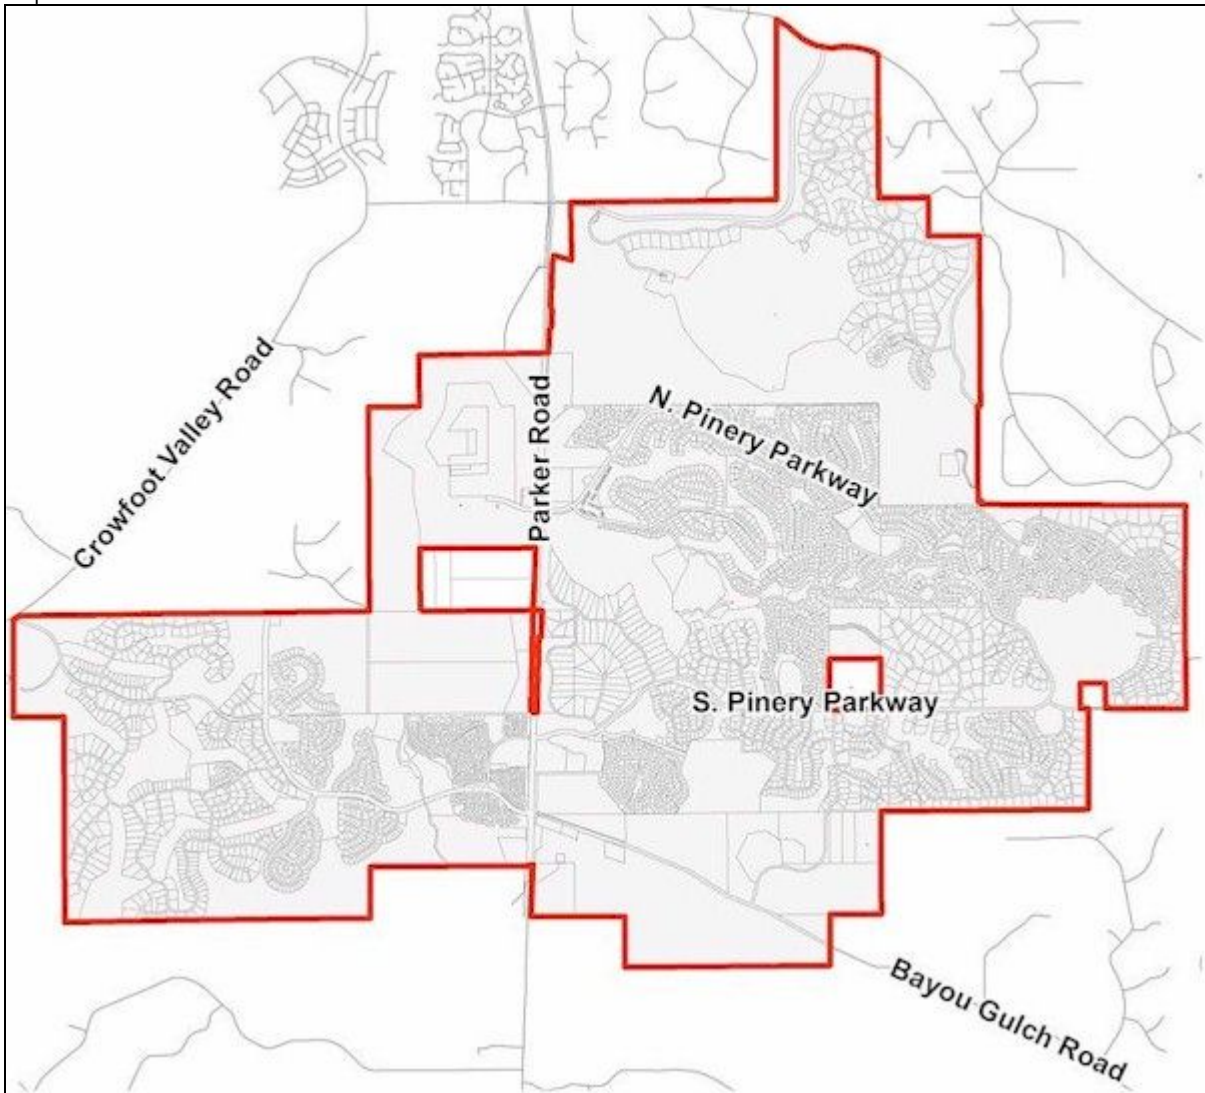 Crowfoot Valley Road
Parker Road
N. Pinery Parkway
S. Pinery Parkway
Bayou Gulch Road